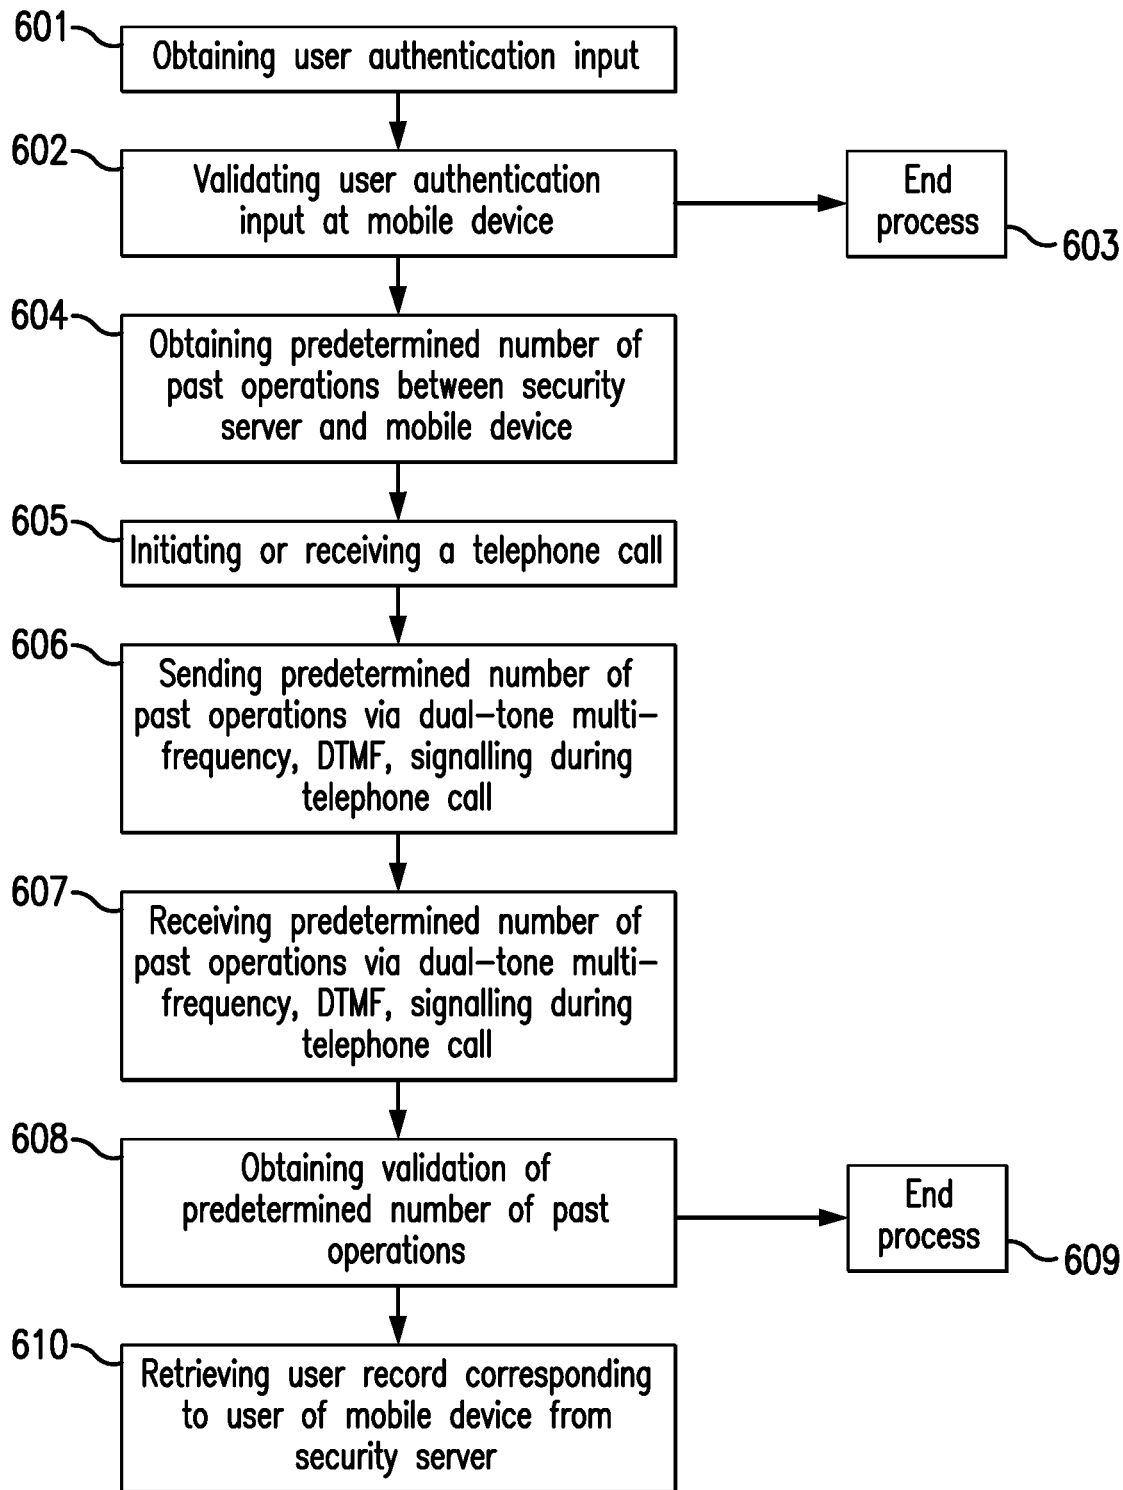 601
Obtaining user authentication input
602
Validating user authentication
input at mobile device
End
process
603
604
Obtaining predetermined number of
past operations between security
server and mobile device
605
Initiating or receiving a telephone call
606
Sending predetermined number of
past operations via dual-tone multi-
frequency, DTMF, signalling during
telephone call
607
Receiving predetermined number of
past operations via dual-tone multi-
frequency, DTMF, signalling during
telephone call
608
Obtaining validation of
predetermined number of past
operations
End
process
609
610
Retrieving user record corresponding
to user of mobile device from
security server